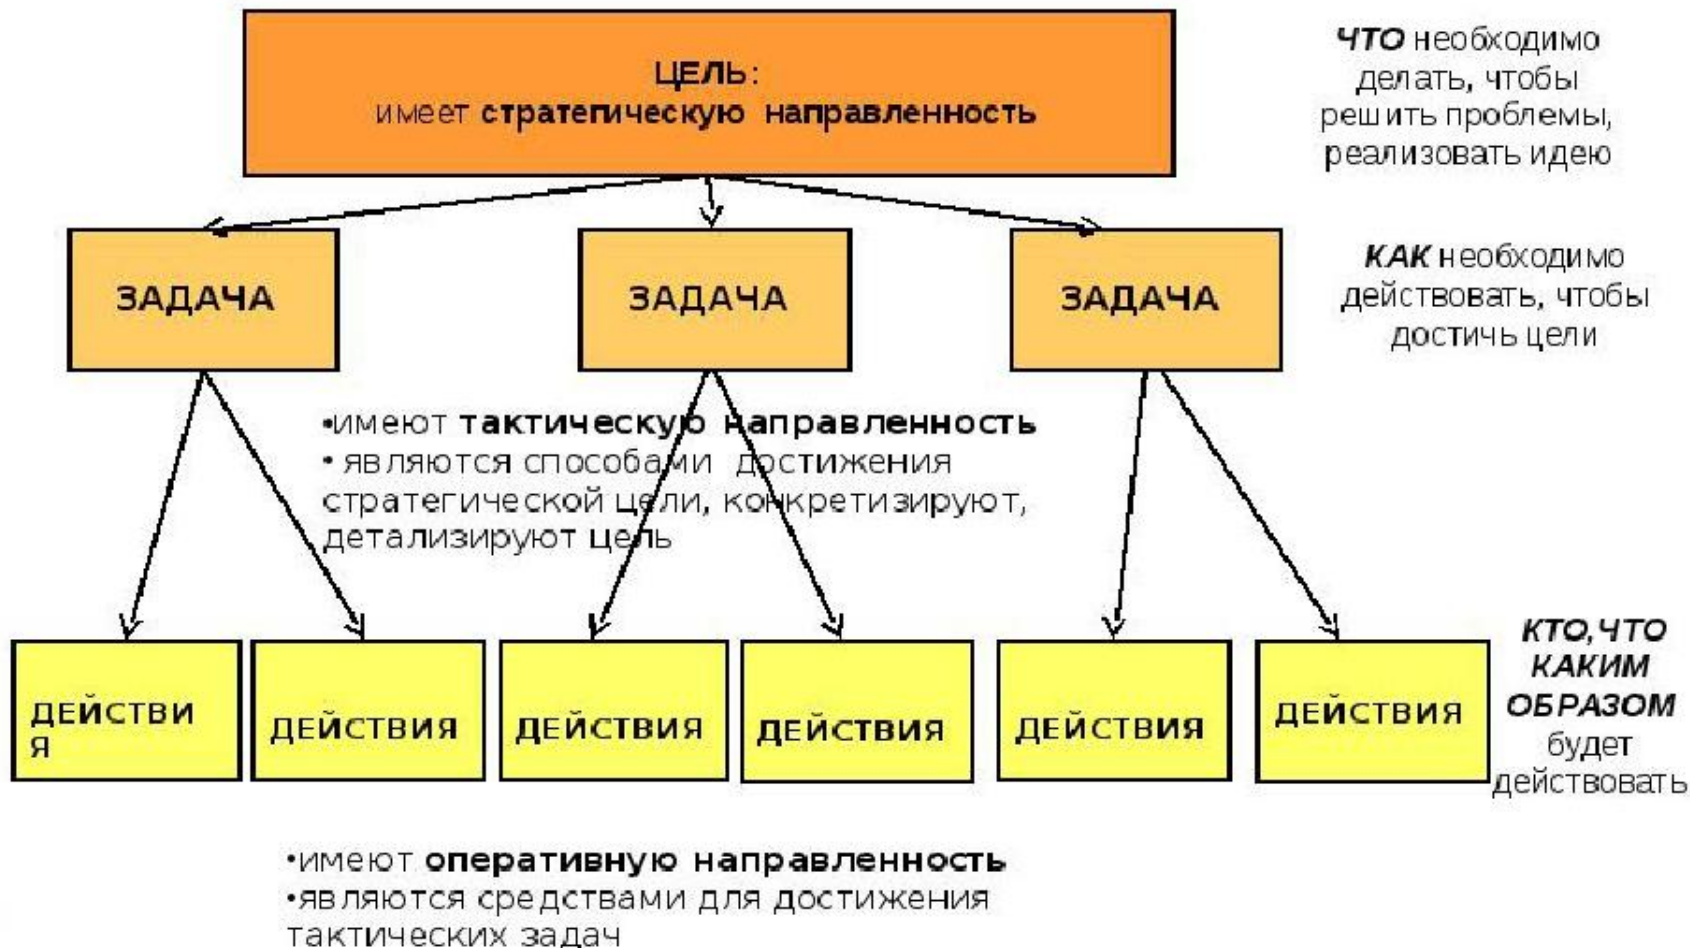 ЦЕЛЬ:
имеет стратегическую направленность
ЧТО необходимо
делать, чтобы
решить проблемы,
реализовать идею
ЗАДАЧА
ЗАДАЧА
ЗАДАЧА
КАК необходимо
действовать, чтобы
достичь цели
•имеют тактическую направленность
• являются способами достижения
стратегической цели, конкретизируют,
детализируют цель
ДЕЙСТВИ
Я
ДЕЙСТВИЯ
ДЕЙСТВИЯ
ДЕЙСТВИЯ
ДЕЙСТВИЯ
ДЕЙСТВИЯ
КТО,ЧТО
КАКИМ
ОБРАЗОМ
будет
действовать
•имеют оперативную направленность
•являются средствами для достижения
тактических задач